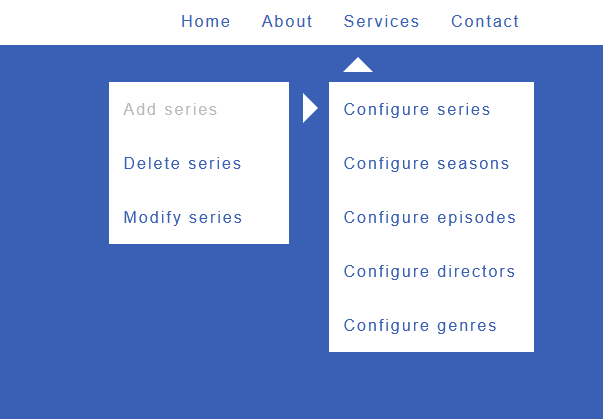 Home About Services Contact
Add series
Delete series
Modify series
Configure series
Configure seasons
Configure episodes
Configure directors
Configure genres